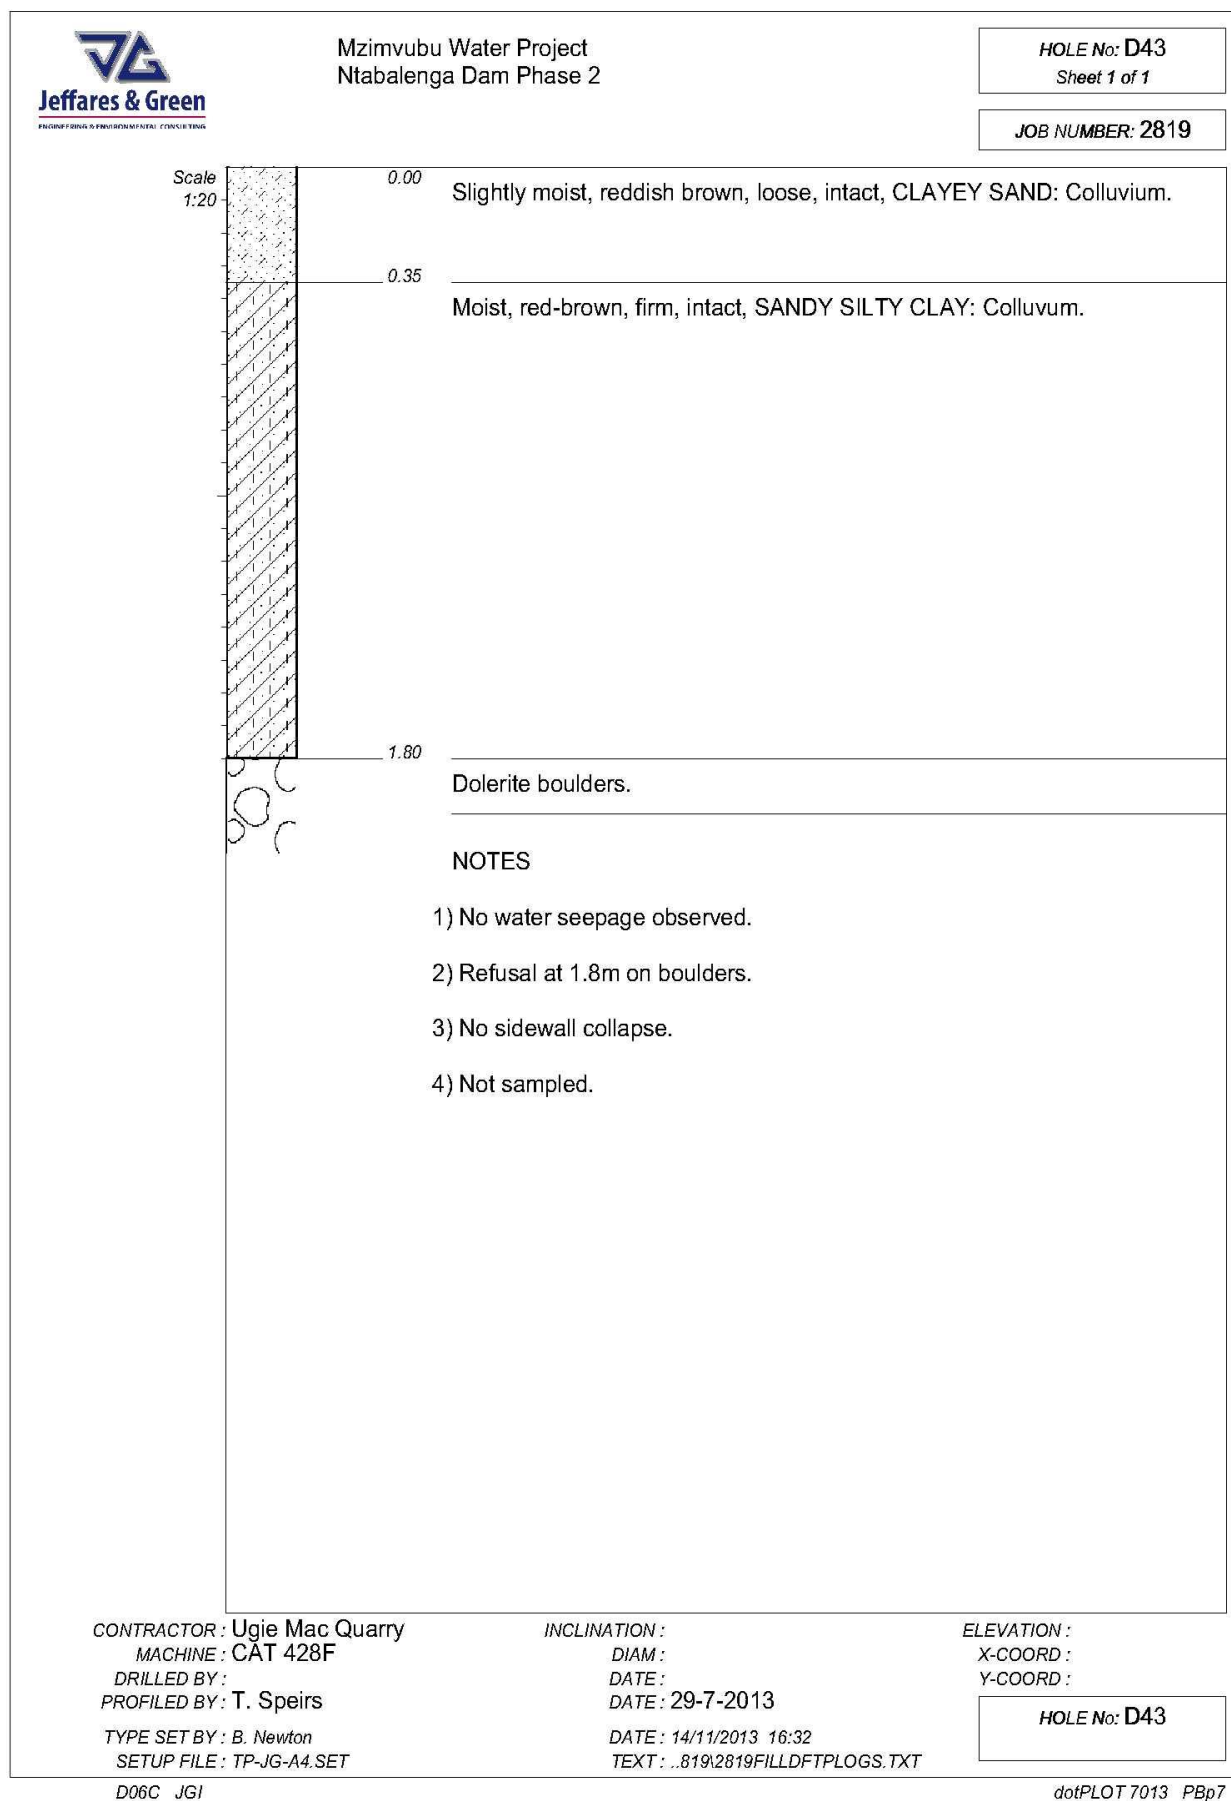 Jeffares & Green
ENGINEERING & ENVIRONMENTAL CONSULTING
Mzimvubu Water Project
Ntabalenga Dam Phase 2
HOLE No: D43
Sheet 1 of 1
JOB NUMBER: 2819
Scale
1:20
0.00
Slightly moist, reddish brown, loose, intact, CLAYEY SAND: Colluvium.
0.35
Moist, red-brown, firm, intact, SANDY SILTY CLAY: Colluvum.
1.80
Dolerite boulders.
NOTES
1) No water seepage observed.
2) Refusal at 1.8m on boulders.
3) No sidewall collapse.
4) Not sampled.
CONTRACTOR : Ugie Mac Quarry
MACHINE : CAT 428F
DRILLED BY :
PROFILED BY : T. Speirs
TYPE SET BY : B. Newton
SETUP FILE : TP-JG-A4.SET
INCLINATION :
DIAM :
DATE :
DATE : 29-7-2013
DATE : 14/11/2013 16:32
TEXT : ..819\2819FILLDFTPLOGS.TXT
ELEVATION :
X-COORD :
Y-COORD :
HOLE No: D43
D06C JGI
dotPLOT 7013 PBp7